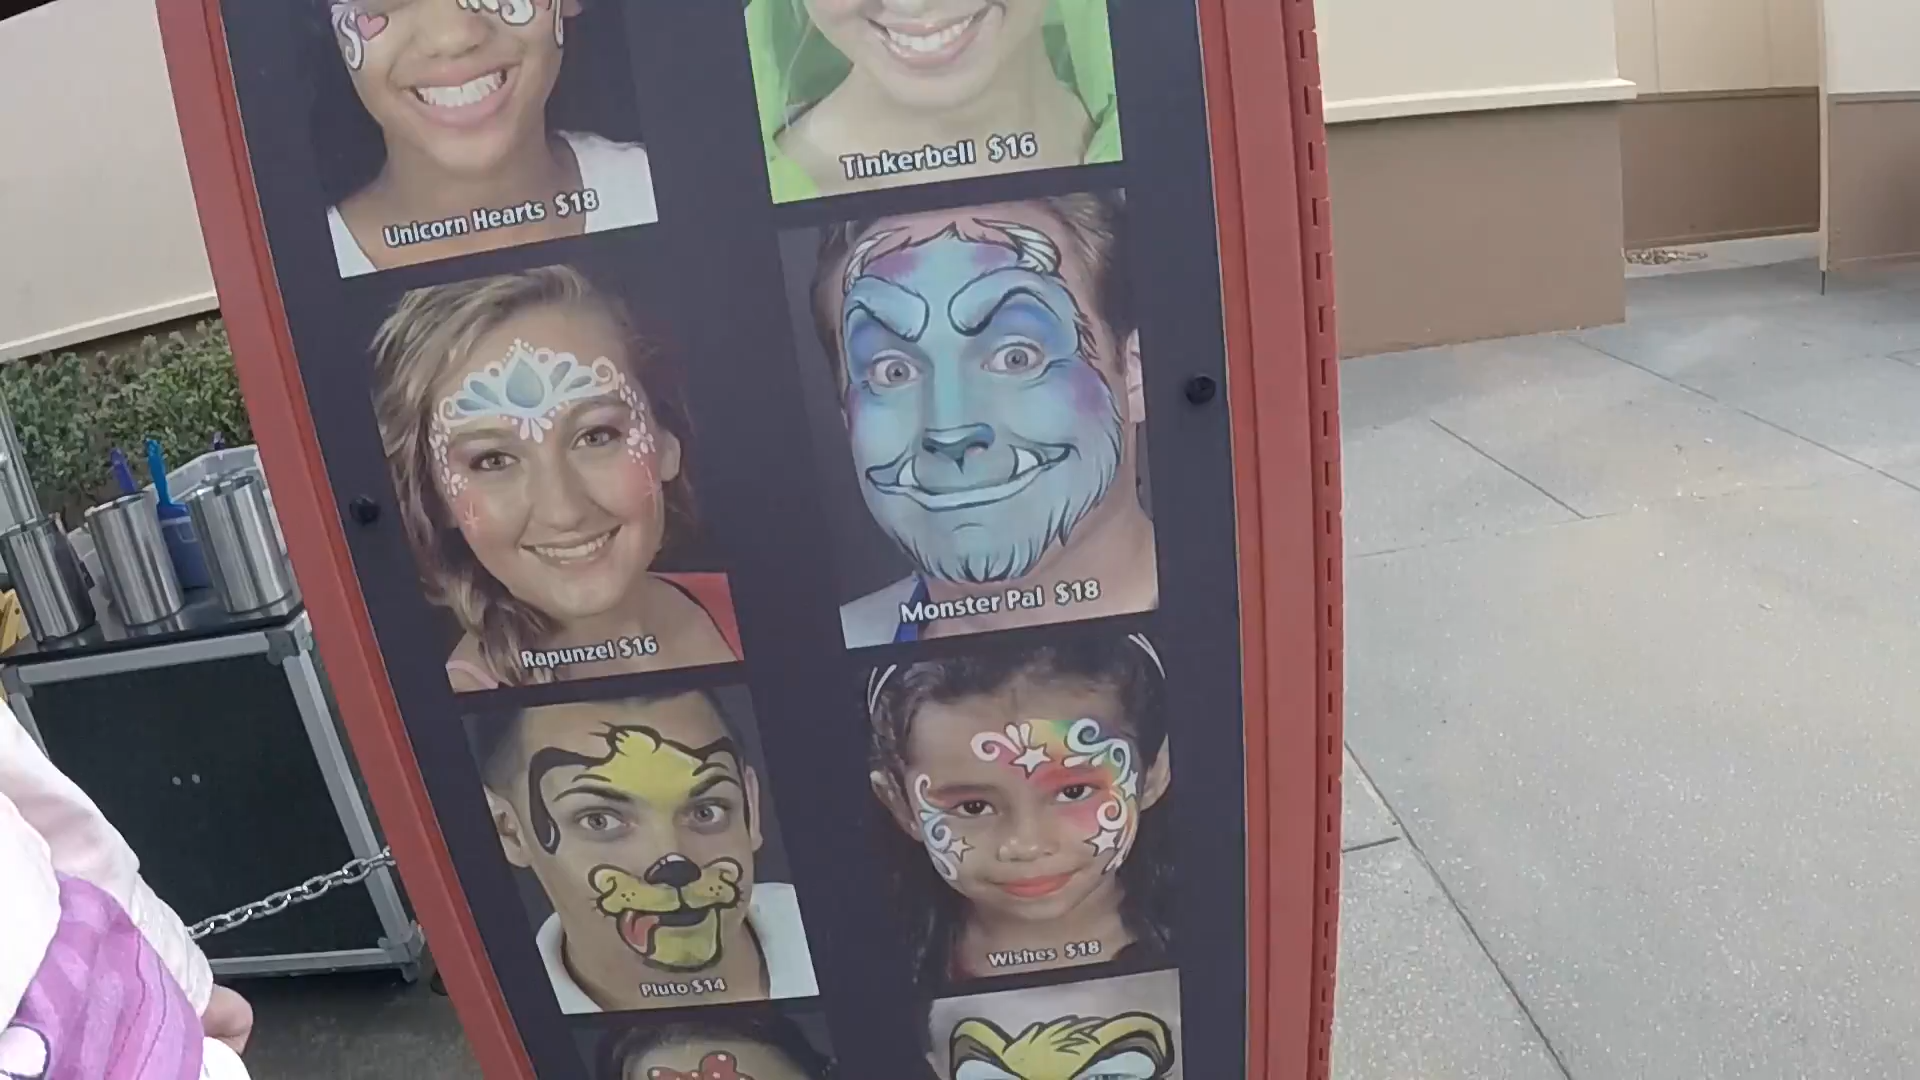 Unicorn Hearts $18
Tinkerbell $16
Rapunzel $16
Monster Pal $18
Pluto $14
Wishes $18